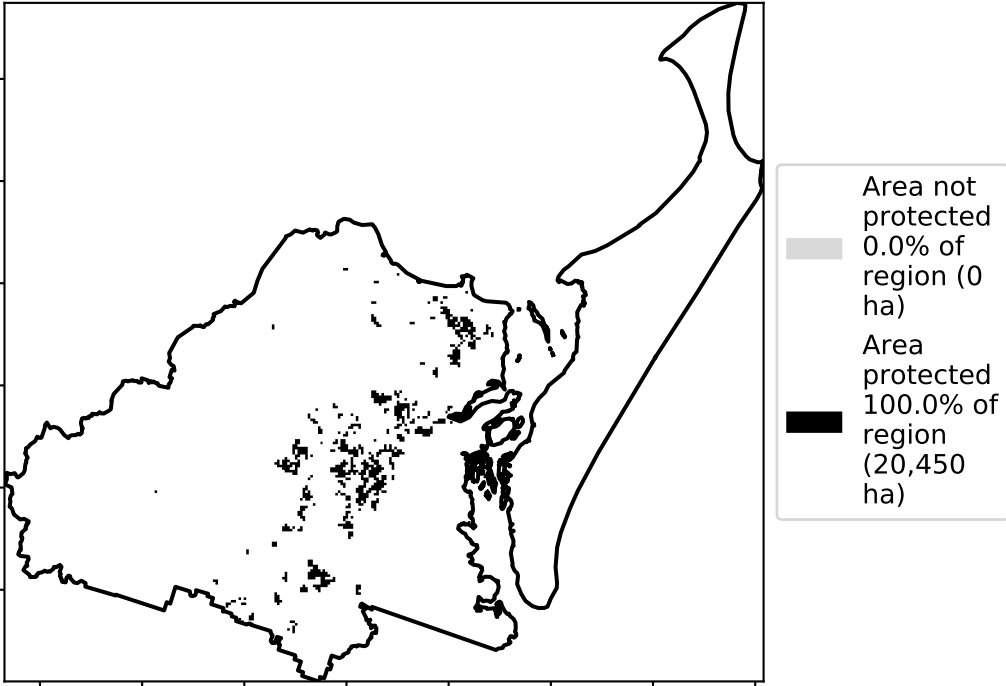 Area not
protected
0.0% of
region (0
ha)
Area
protected
100.0% of
region
(20,450
ha)